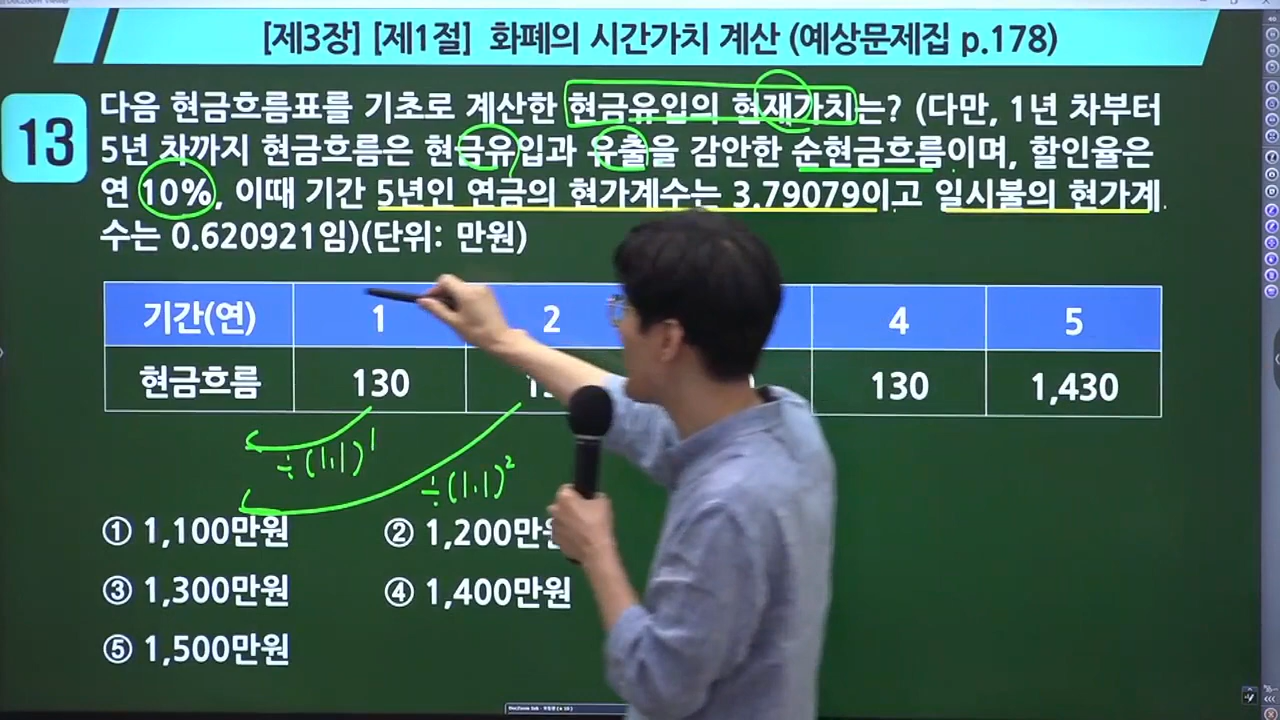 [제3장] [제1절] 화폐의 시간가치 계산 (예상문제집 p.178)
13
다음 현금흐름표를 기초로 계산한 현금유입의 현재가치는? (다만, 1년 차부터
5년 차까지 현금흐름은 현금유입과 유출을 감안한 순현금흐름이며, 할인율은
연 10%, 이때 기간 5년인 연금의 현가계수는 3.79079이고 일시불의 현가계
수는 0.620921임)(단위: 만원)
기간(연) 1 2 4 5
현금흐름 130 130 1,430
÷(1.1)¹
÷(1.1)²
① 1,100만원 ② 1,200만원
③ 1,300만원 ④ 1,400만원
⑤ 1,500만원